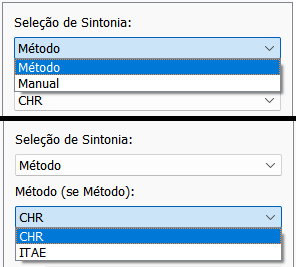 Seleção de Sintonia:
Método
Método
Manual
CHR
Seleção de Sintonia:
Método
Método (se Método):
CHR
CHR
ITAE